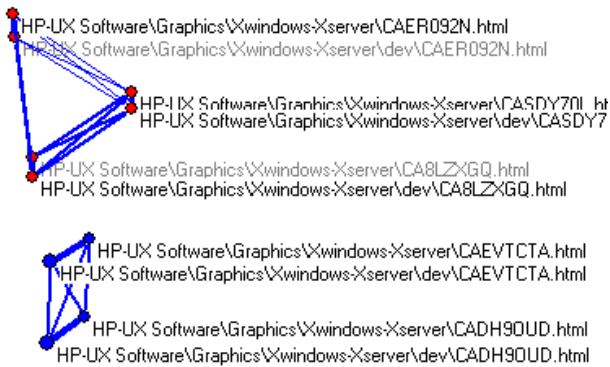 HP-UX Software\Graphics\Xwindows-Xserver\CAER092N.html
HP-UX Software\Graphics\Xwindows-Xserver\dev\CAER092N.html
HP-UX Software\Graphics\Xwindows-Xserver\CASDY70I_ht
HP-UX Software\Graphics\Xwindows-Xserver\dev\CASDY7
HP-UX Software\Graphics\Xwindows-Xserver\CA8LZXGQ.html
HP-UX Software\Graphics\Xwindows-Xserver\dev\CA8LZXGQ.html
HP-UX Software\Graphics\Xwindows-Xserver\CAEVTCTA.html
HP-UX Software\Graphics\Xwindows-Xserver\dev\CAEVTCTA.html
HP-UX Software\Graphics\Xwindows-Xserver\CADH9OUD.html
HP-UX Software\Graphics\Xwindows-Xserver\dev\CADH9OUD.html